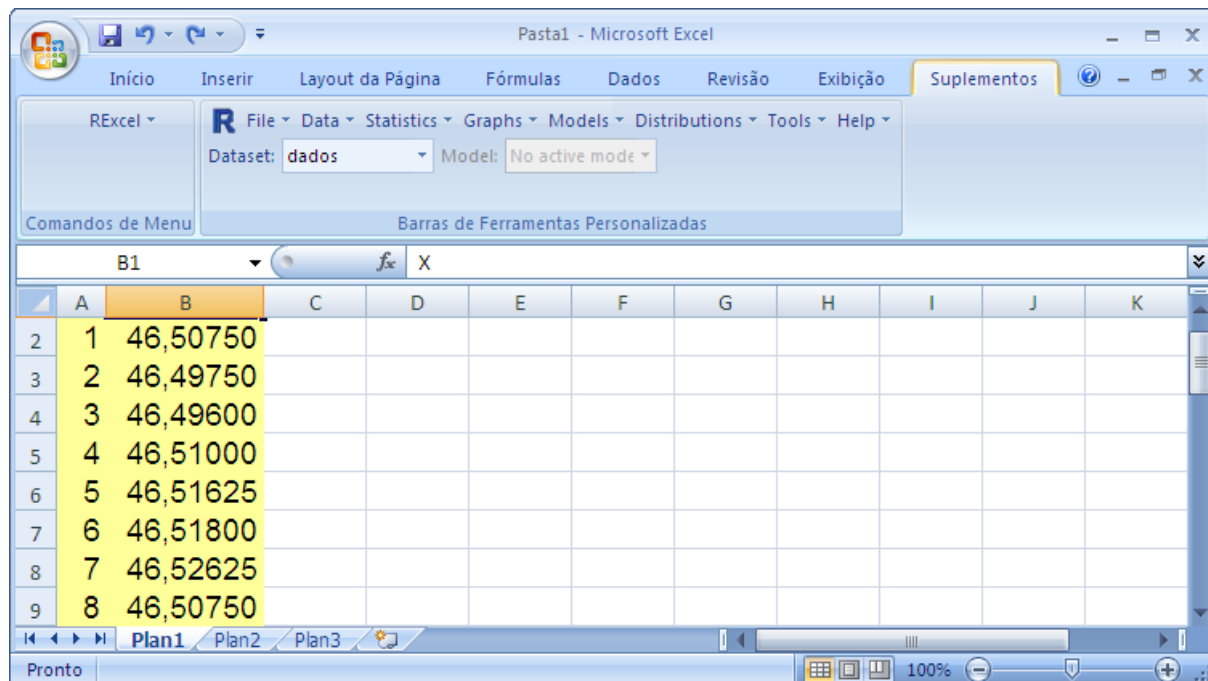 Pasta1 - Microsoft Excel
Início Inserir Layout da Página Fórmulas Dados Revisão Exibição Suplementos
RExcel R File Data Statistics Graphs Models Distributions Tools Help
Dataset: dados Model: No active mode
Comandos de Menu Barras de Ferramentas Personalizadas
B1 fx X
A B C D E F G H I J K
2 1 46,50750
3 2 46,49750
4 3 46,49600
5 4 46,51000
6 5 46,51625
7 6 46,51800
8 7 46,52625
9 8 46,50750
Plan1 Plan2 Plan3
Pronto 100%